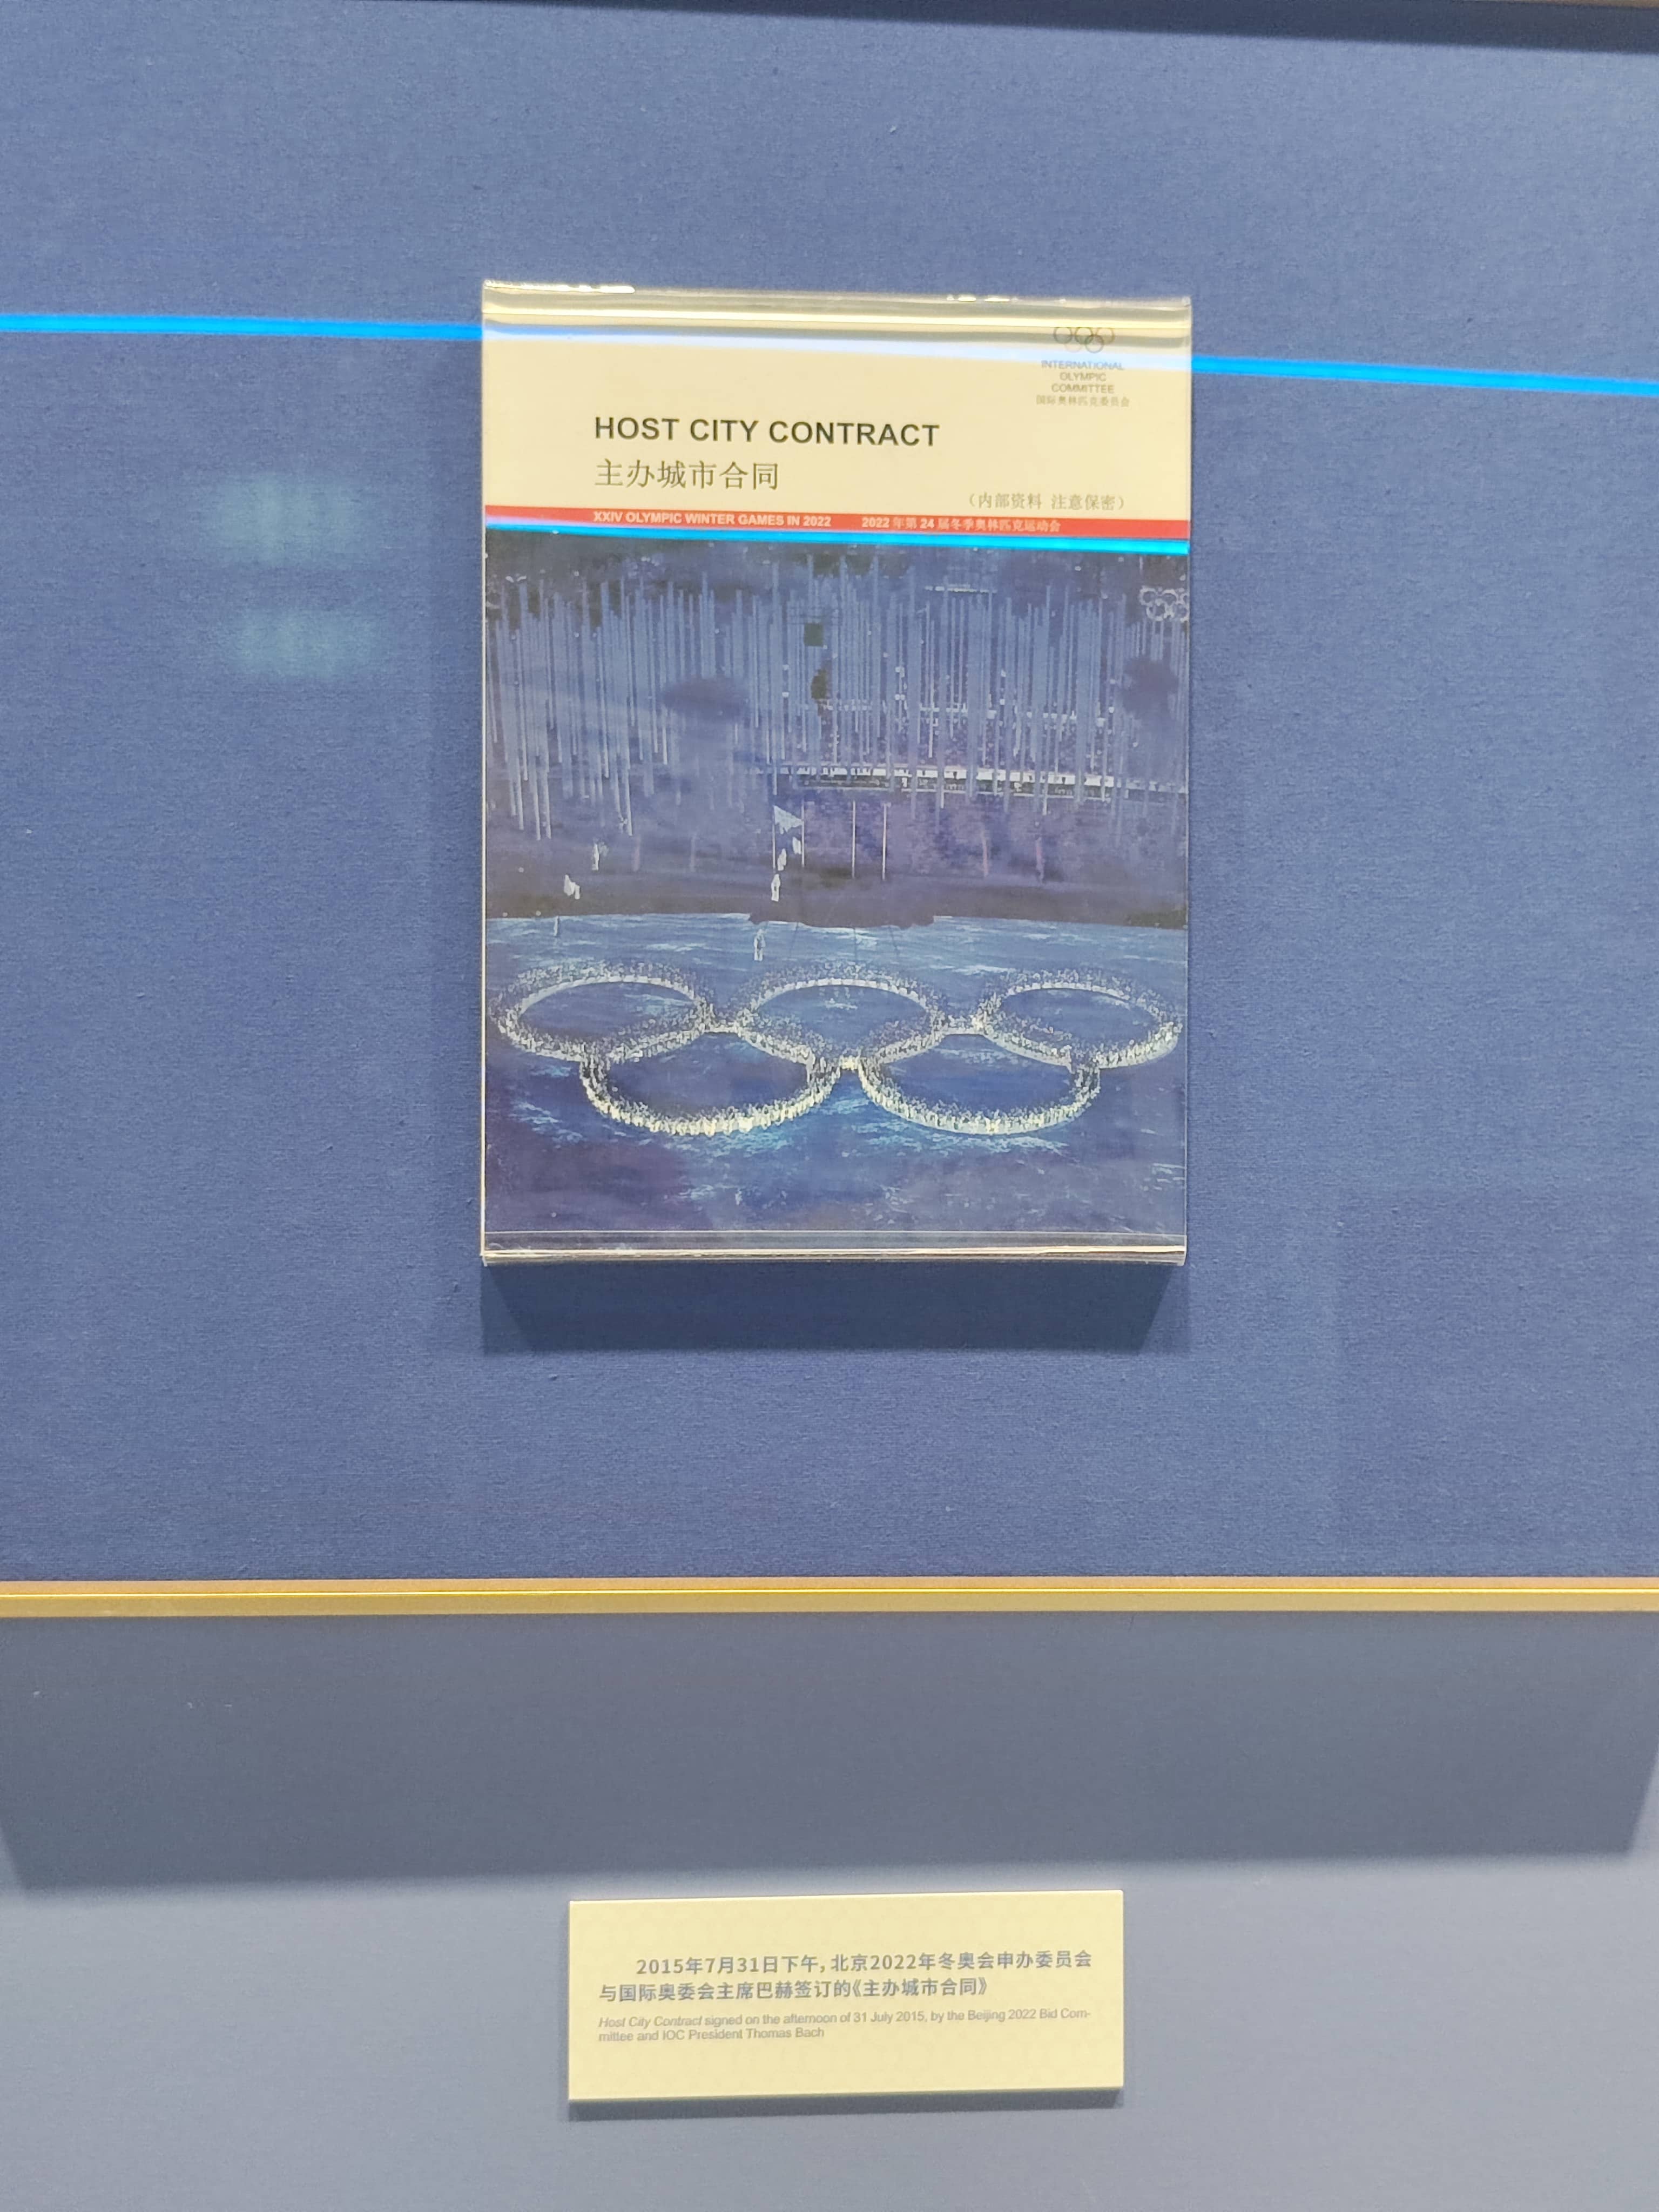 INTERNATIONAL
OLYMPIC
COMMITTEE
国际奥林匹克委员会
HOST CITY CONTRACT
主办城市合同
（内部资料 注意保密）
XXIV OLYMPIC WINTER GAMES IN 2022 2022 年第 24 届冬季奥林匹克运动会
2015年7月31日下午，北京2022年冬奥会申办委员会
与国际奥委会主席巴赫签订的《主办城市合同》
Host City Contract signed on the afternoon of 31 July 2015, by the Beijing 2022 Bid Com-
mittee and IOC President Thomas Bach